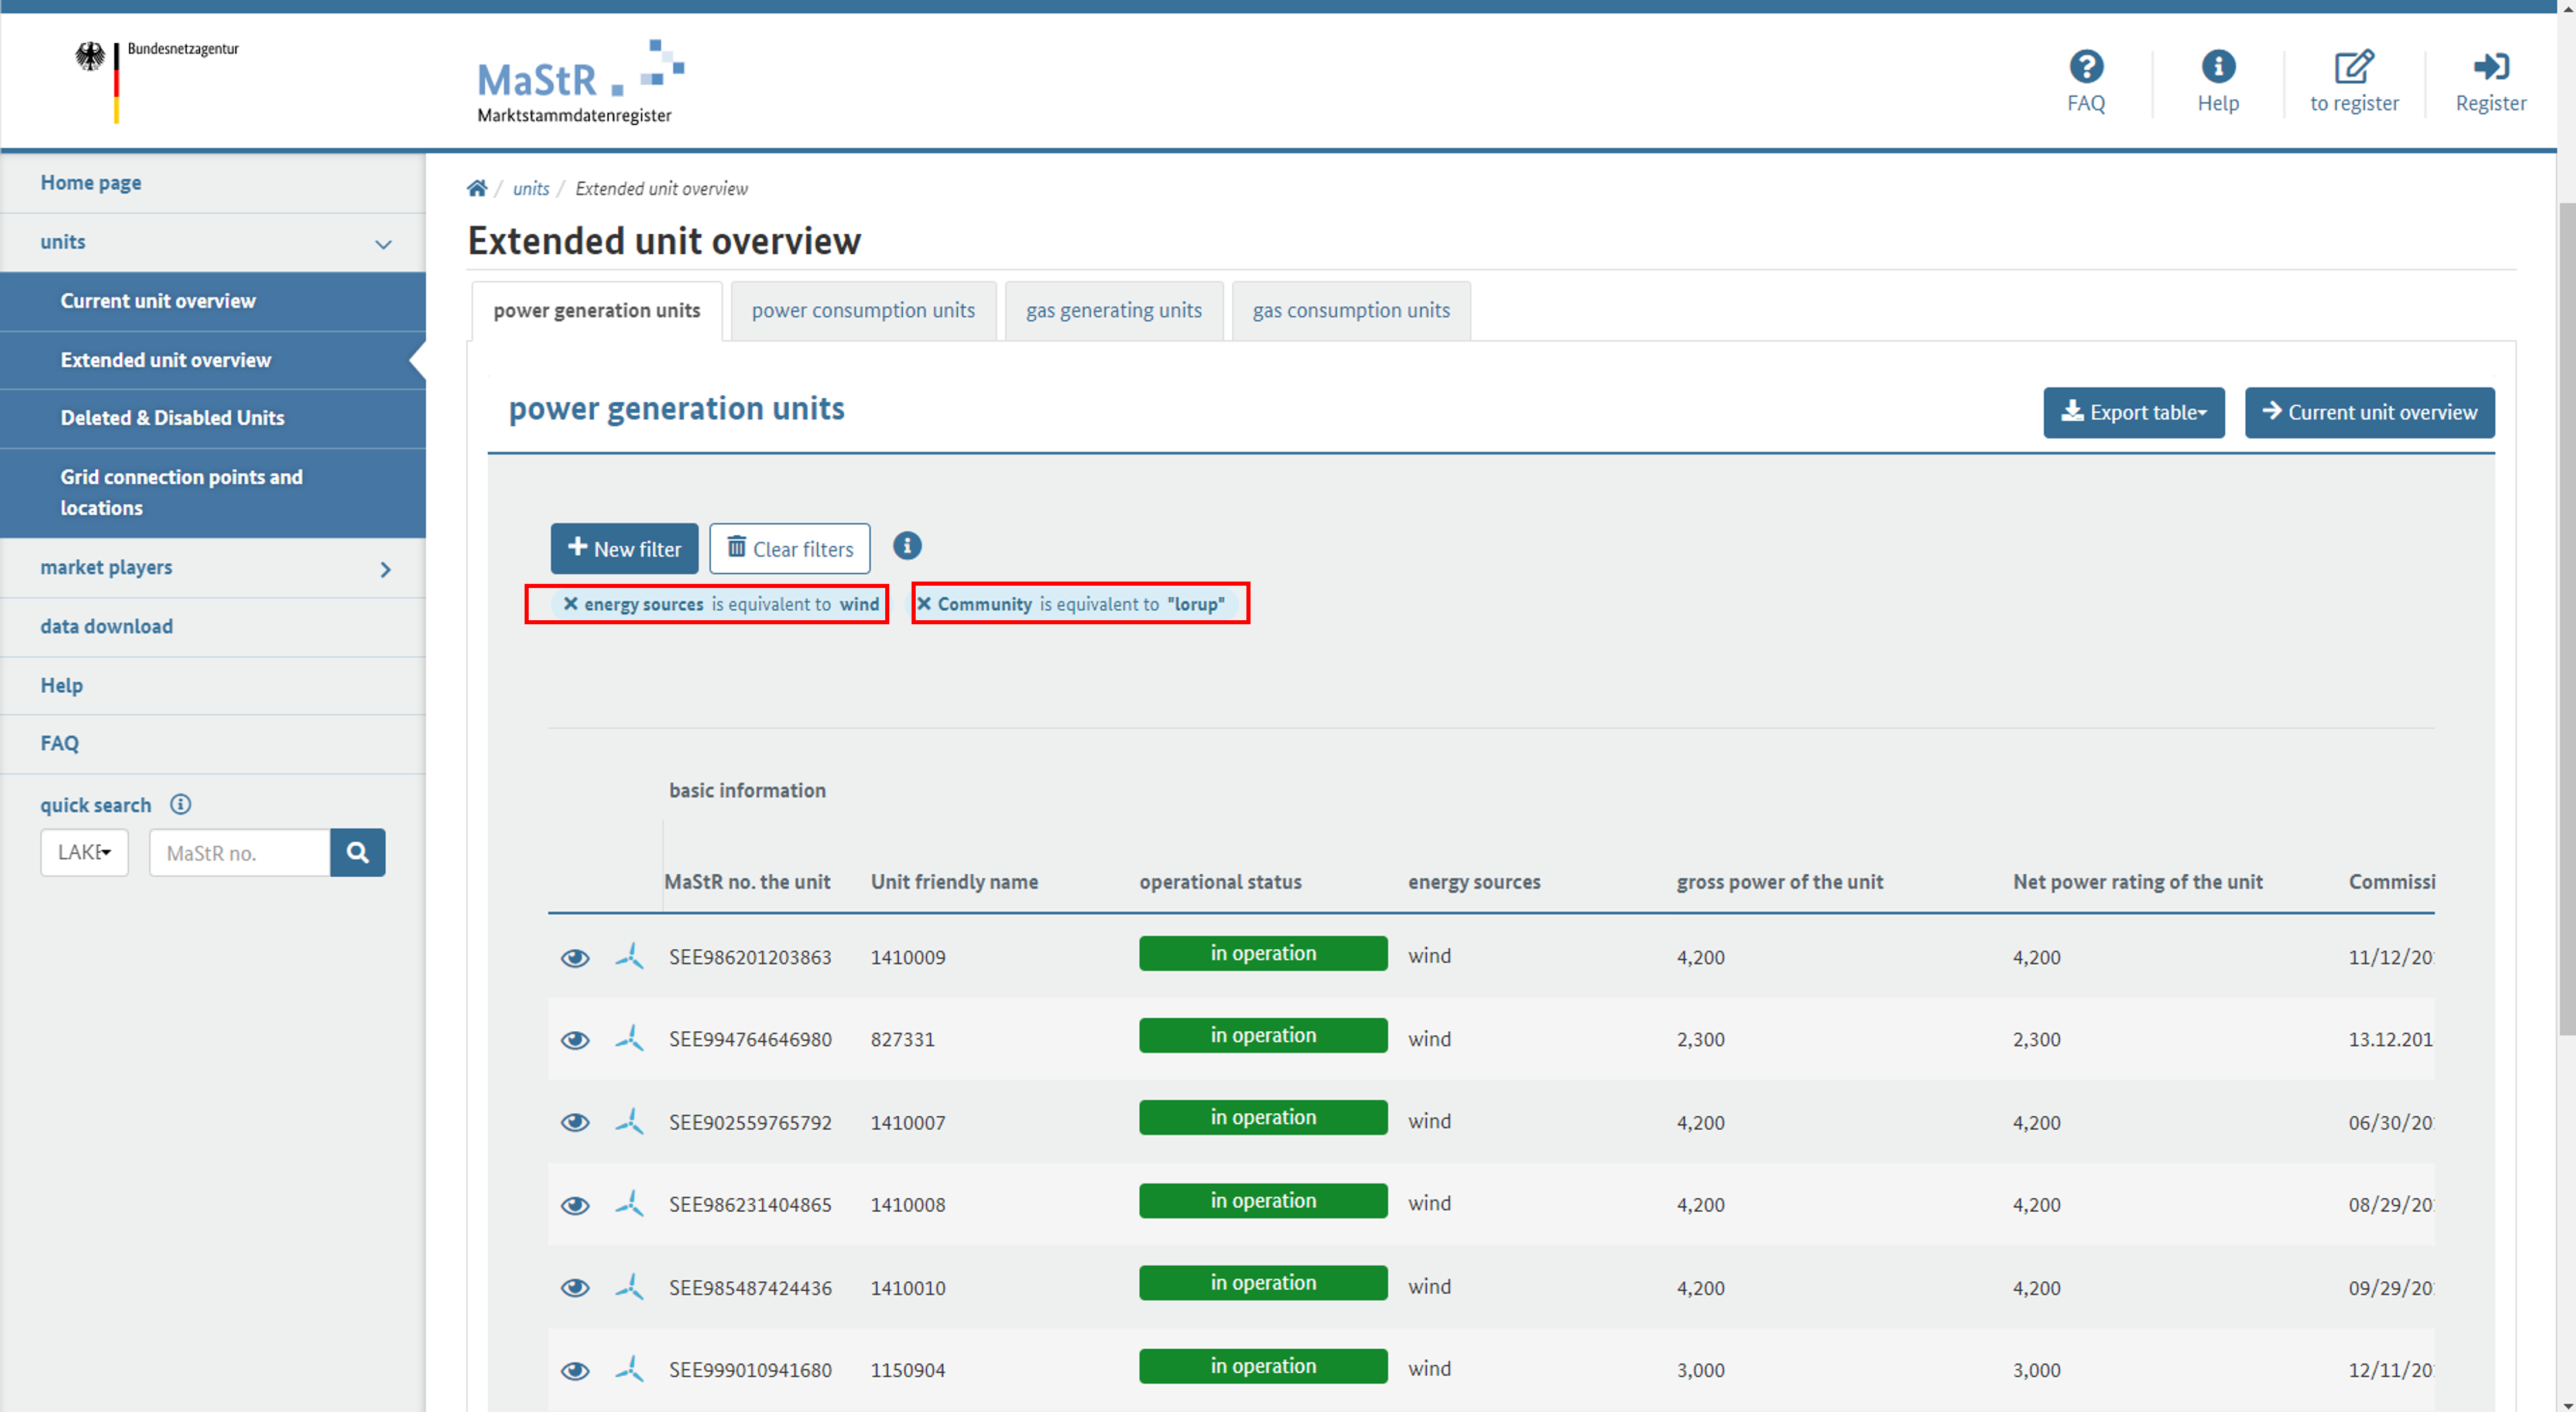 Bundesnetzagentur
MaStR
Marktstammdatenregister
FAQ
Help
to register
Register
Home page
units
Current unit overview
Extended unit overview
Deleted & Disabled Units
Grid connection points and
locations
market players
data download
Help
FAQ
quick search
LAKE
MaStR no.
/ units / Extended unit overview
Extended unit overview
power generation units
power consumption units
gas generating units
gas consumption units
power generation units
Export table
Current unit overview
New filter
Clear filters
energy sources is equivalent to wind
Community is equivalent to "lorup"
basic information
MaStR no. the unit Unit friendly name operational status energy sources gross power of the unit Net power rating of the unit Commissi
SEE986201203863 1410009 in operation wind 4,200 4,200 11/12/20
SEE994764646980 827331 in operation wind 2,300 2,300 13.12.201
SEE902559765792 1410007 in operation wind 4,200 4,200 06/30/20
SEE986231404865 1410008 in operation wind 4,200 4,200 08/29/20
SEE985487424436 1410010 in operation wind 4,200 4,200 09/29/20
SEE999010941680 1150904 in operation wind 3,000 3,000 12/11/20